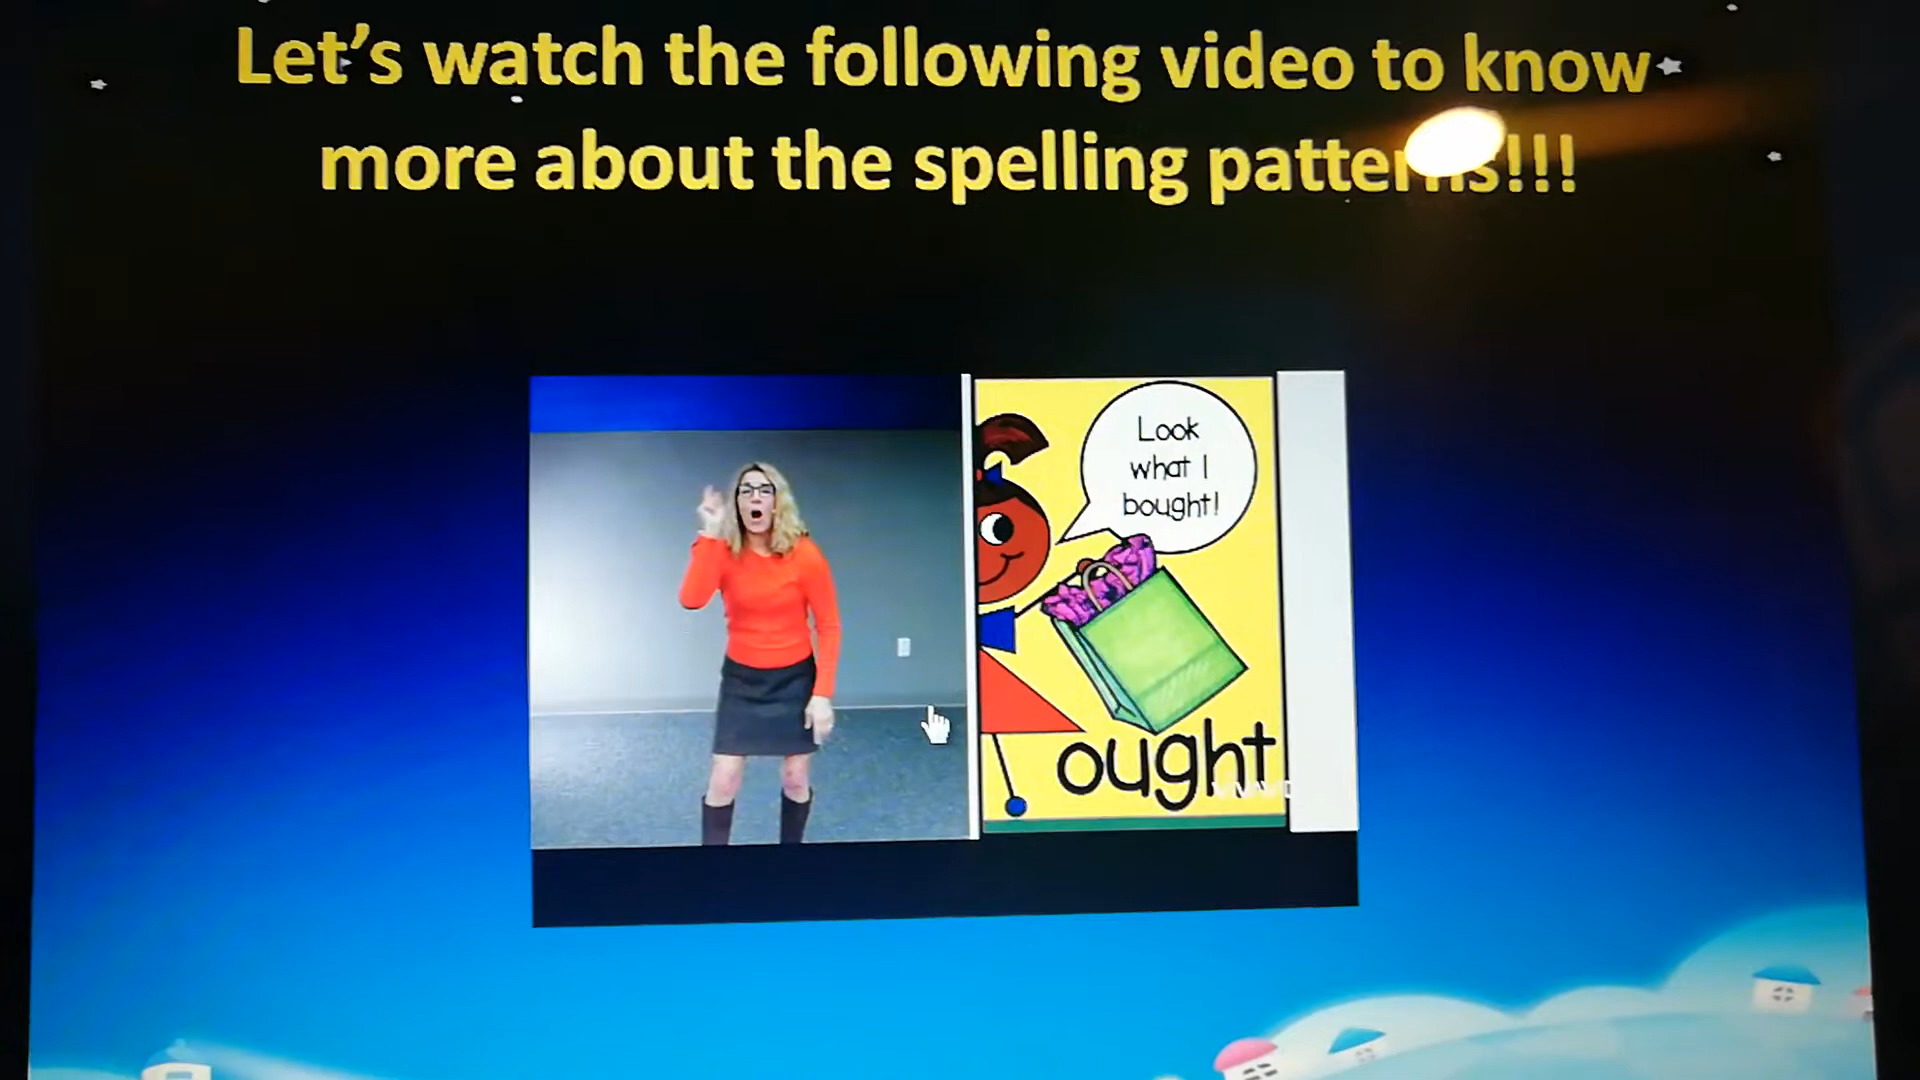 Let's watch the following video to know
more about the spelling patterns!!!
Look
what I
bought!
ought